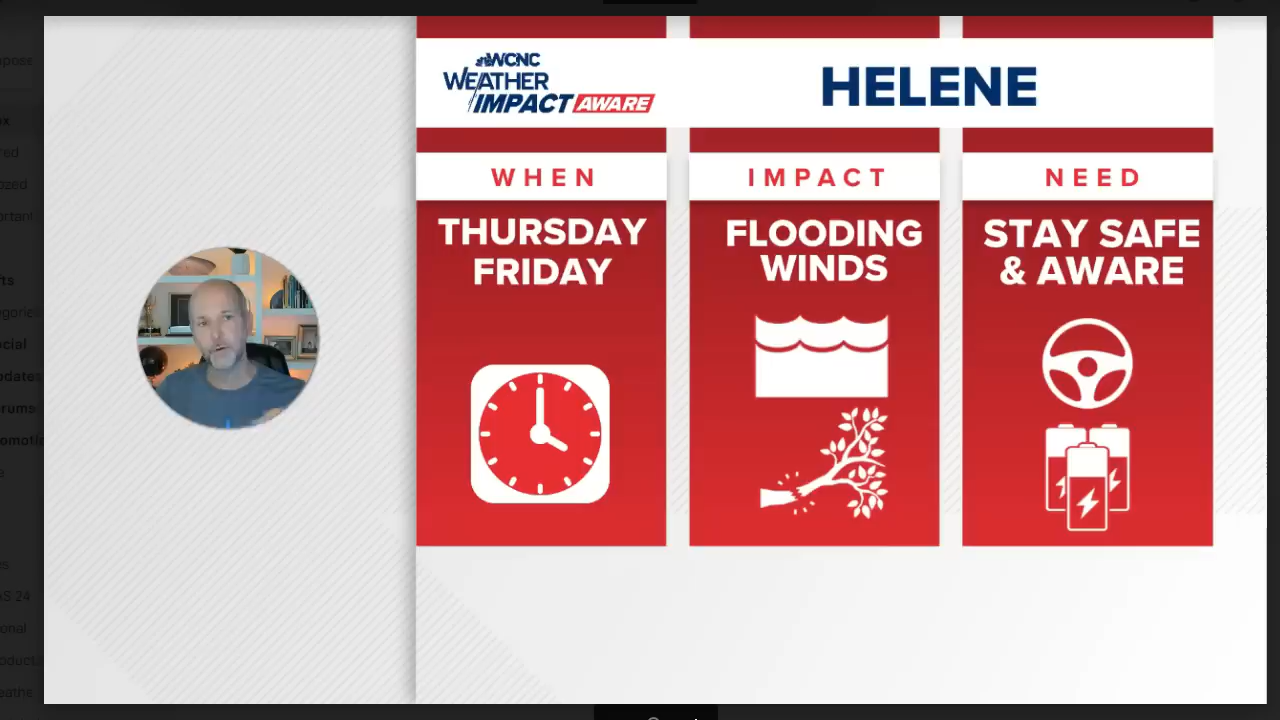 WCNC
WEATHER
IMPACT AWARE
HELENE
WHEN
IMPACT
NEED
THURSDAY
FRIDAY
FLOODING
WINDS
STAY SAFE
& AWARE